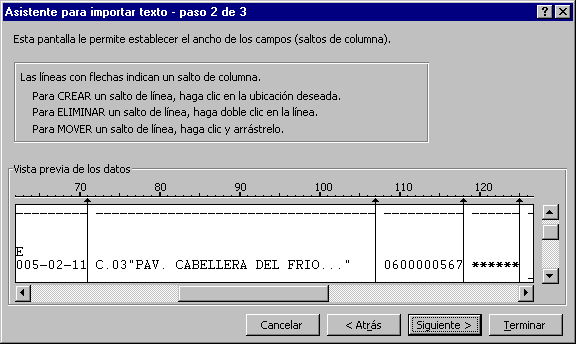 Asistente para importar texto - paso 2 de 3
Esta pantalla le permite establecer el ancho de los campos (saltos de columna).
Las líneas con flechas indican un salto de columna.
Para CREAR un salto de línea, haga clic en la ubicación deseada.
Para ELIMINAR un salto de línea, haga doble clic en la línea.
Para MOVER un salto de línea, haga clic y arrástrelo.
Vista previa de los datos
70 80 90 100 110 120
E
005-02-11 C.03"PAV. CABELLERA DEL FRIO..." 0600000567 ******
Cancelar < Atrás Siguiente > Terminar